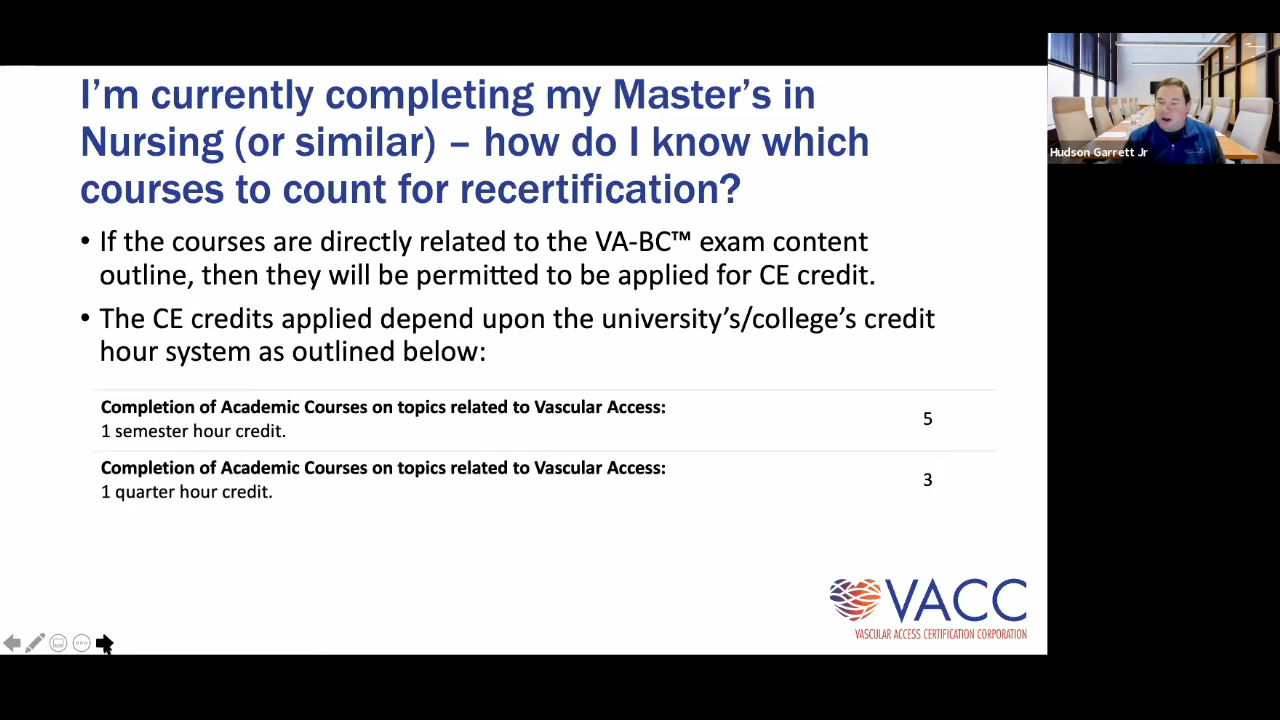 I’m currently completing my Master’s in
Nursing (or similar) – how do I know which
courses to count for recertification?
• If the courses are directly related to the VA-BC™ exam content
outline, then they will be permitted to be applied for CE credit.
• The CE credits applied depend upon the university’s/college’s credit
hour system as outlined below:
Completion of Academic Courses on topics related to Vascular Access:
1 semester hour credit.
5
Completion of Academic Courses on topics related to Vascular Access:
1 quarter hour credit.
3
VACC
VASCULAR ACCESS CERTIFICATION CORPORATION
Hudson Garrett Jr